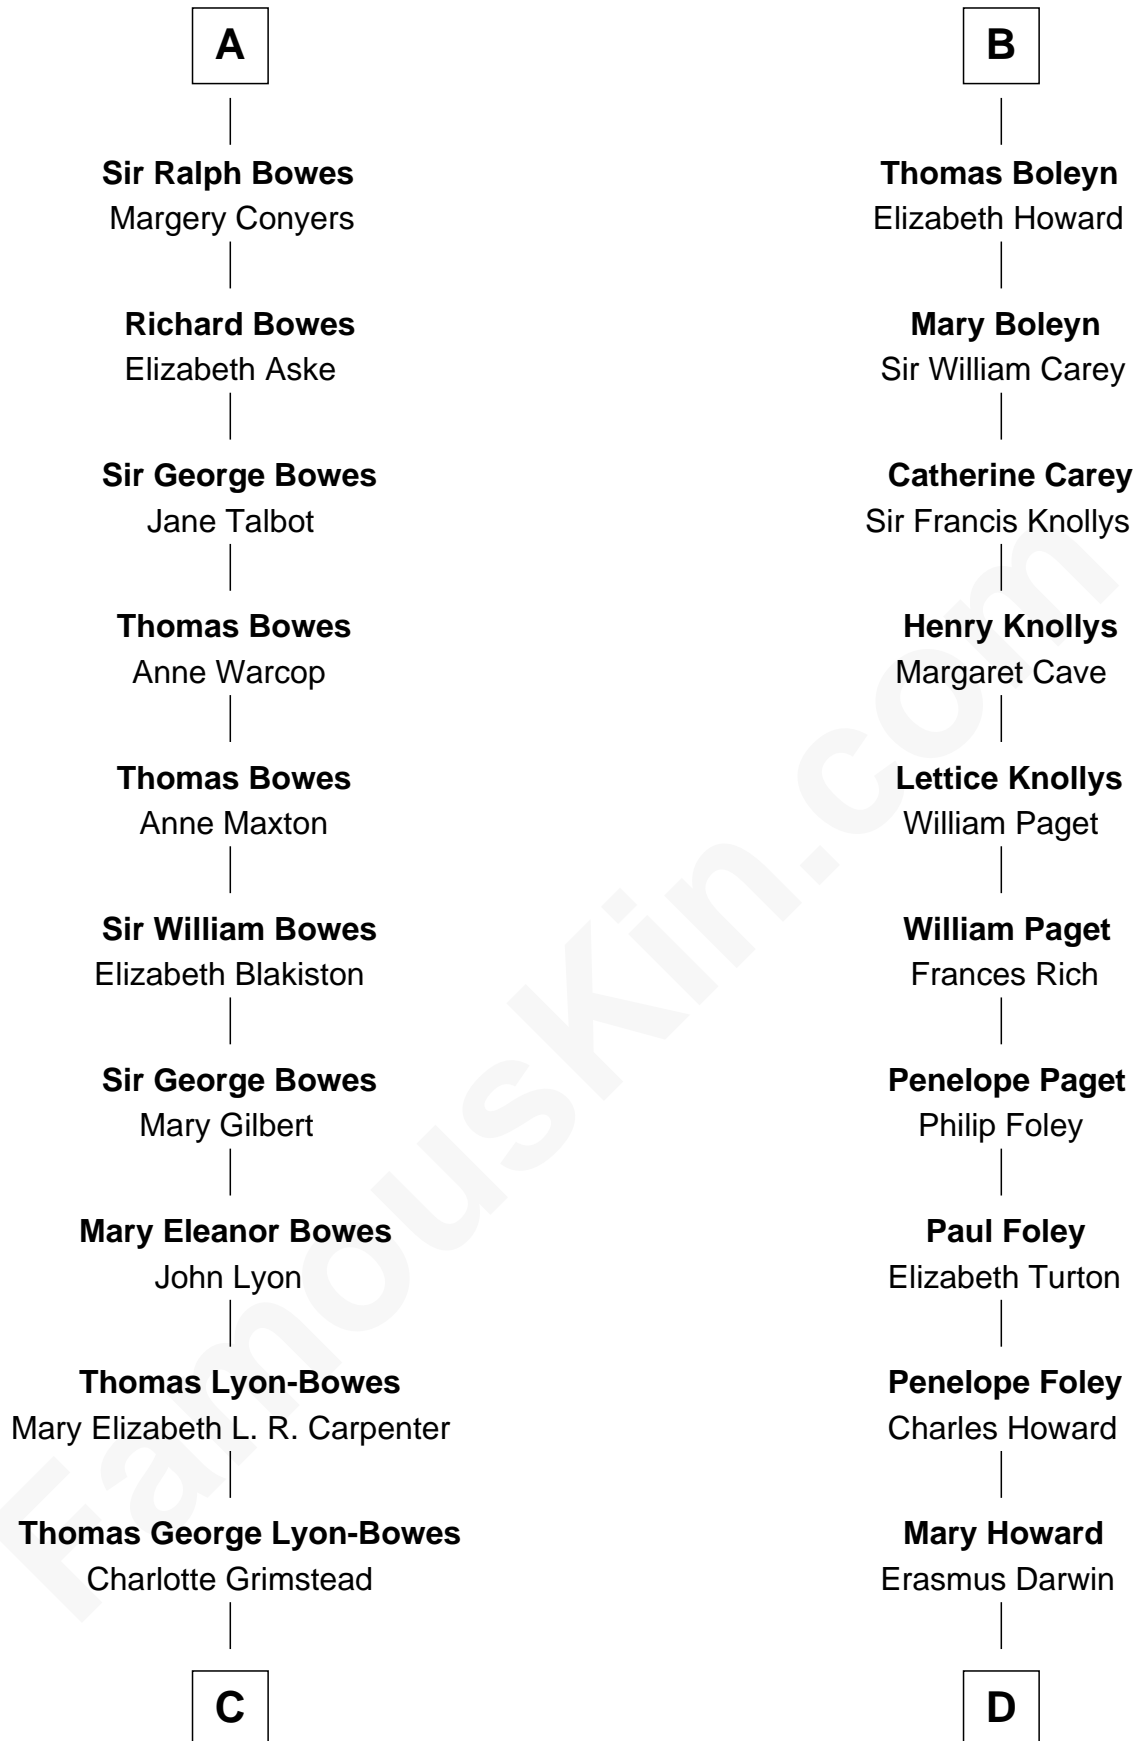 A
Sir Ralph Bowes
Margery Conyers
Richard Bowes
Elizabeth Aske
Sir George Bowes
Jane Talbot
Thomas Bowes
Anne Warcop
Thomas Bowes
Anne Maxton
Sir William Bowes
Elizabeth Blakiston
Sir George Bowes
Mary Gilbert
Mary Eleanor Bowes
John Lyon
Thomas Lyon-Bowes
Mary Elizabeth L. R. Carpenter
Thomas George Lyon-Bowes
Charlotte Grimstead
C
B
Thomas Boleyn
Elizabeth Howard
Mary Boleyn
Sir William Carey
Catherine Carey
Sir Francis Knollys
Henry Knollys
Margaret Cave
Lettice Knollys
William Paget
William Paget
Frances Rich
Penelope Paget
Philip Foley
Paul Foley
Elizabeth Turton
Penelope Foley
Charles Howard
Mary Howard
Erasmus Darwin
D
FamousKin.com